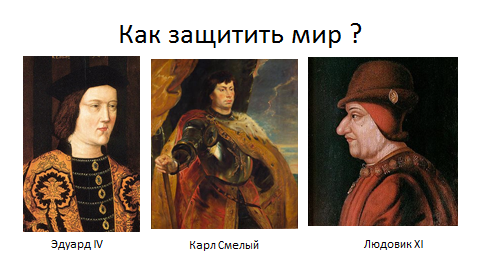 Как защитить мир ?
Эдуард IV
Карл Смелый
Людовик XI